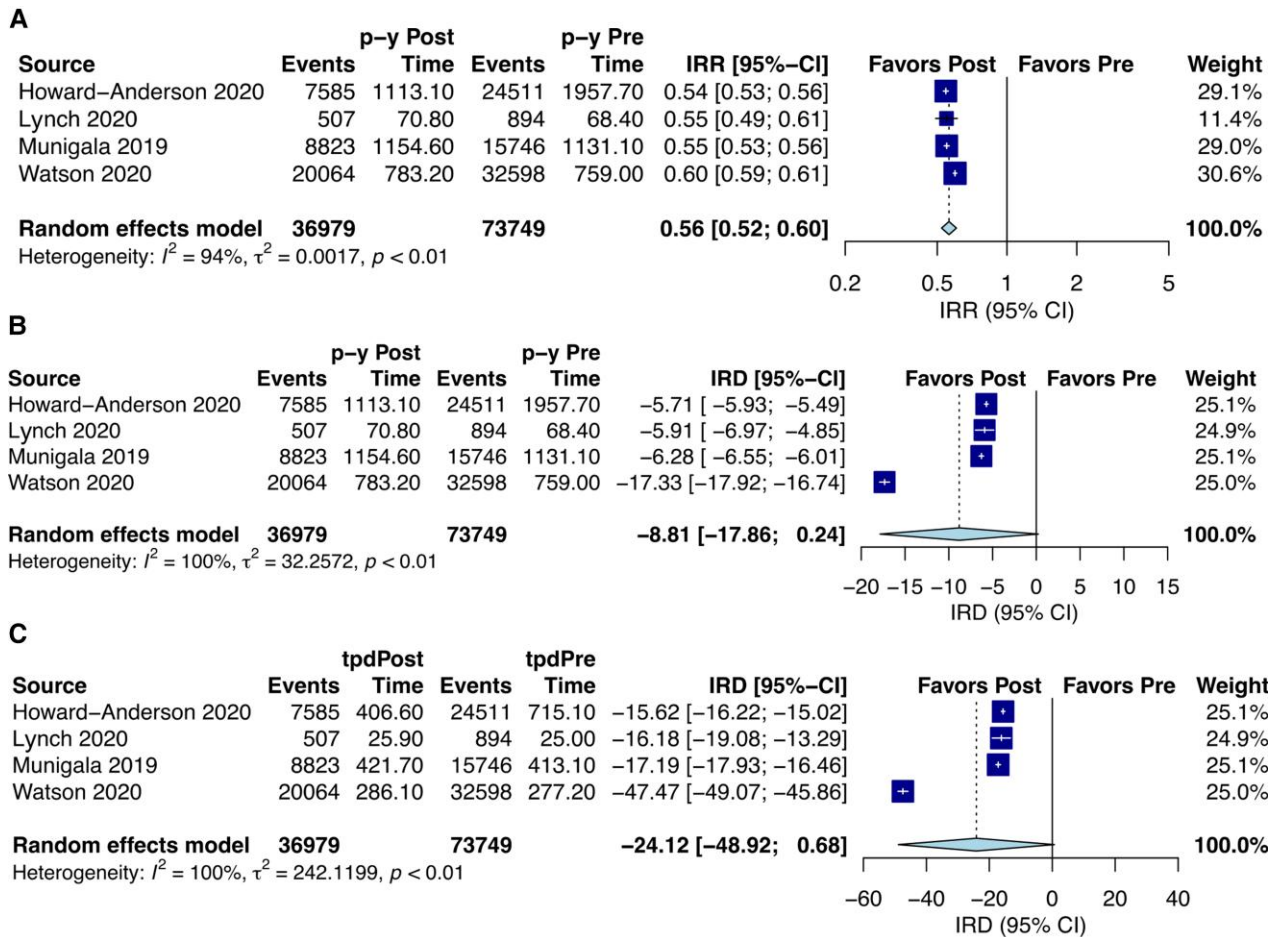 A
p−y Post p−y Pre
Source Events Time Events Time IRR [95%−CI] Favors Post Favors Pre Weight
Howard−Anderson 2020 7585 1113.10 24511 1957.70 0.54 [0.53; 0.56] 29.1%
Lynch 2020 507 70.80 894 68.40 0.55 [0.49; 0.61] 11.4%
Munigala 2019 8823 1154.60 15746 1131.10 0.55 [0.53; 0.56] 29.0%
Watson 2020 20064 783.20 32598 759.00 0.60 [0.59; 0.61] 30.6%
Random effects model 36979 73749 0.56 [0.52; 0.60] 100.0%
Heterogeneity: I² = 94%, τ² = 0.0017, p < 0.01
0.2 0.5 1 2 5
IRR (95% CI)
B
p−y Post p−y Pre
Source Events Time Events Time IRD [95%−CI] Favors Post Favors Pre Weight
Howard−Anderson 2020 7585 1113.10 24511 1957.70 −5.71 [ −5.93; −5.49] 25.1%
Lynch 2020 507 70.80 894 68.40 −5.91 [ −6.97; −4.85] 24.9%
Munigala 2019 8823 1154.60 15746 1131.10 −6.28 [ −6.55; −6.01] 25.1%
Watson 2020 20064 783.20 32598 759.00 −17.33 [−17.92; −16.74] 25.0%
Random effects model 36979 73749 −8.81 [−17.86; 0.24] 100.0%
Heterogeneity: I² = 100%, τ² = 32.2572, p < 0.01
−20 −15 −10 −5 0 5 10 15
IRD (95% CI)
C
tpdPost tpdPre
Source Events Time Events Time IRD [95%−CI] Favors Post Favors Pre Weight
Howard−Anderson 2020 7585 406.60 24511 715.10 −15.62 [−16.22; −15.02] 25.1%
Lynch 2020 507 25.90 894 25.00 −16.18 [−19.08; −13.29] 24.9%
Munigala 2019 8823 421.70 15746 413.10 −17.19 [−17.93; −16.46] 25.1%
Watson 2020 20064 286.10 32598 277.20 −47.47 [−49.07; −45.86] 25.0%
Random effects model 36979 73749 −24.12 [−48.92; 0.68] 100.0%
Heterogeneity: I² = 100%, τ² = 242.1199, p < 0.01
−60 −40 −20 0 20 40
IRD (95% CI)